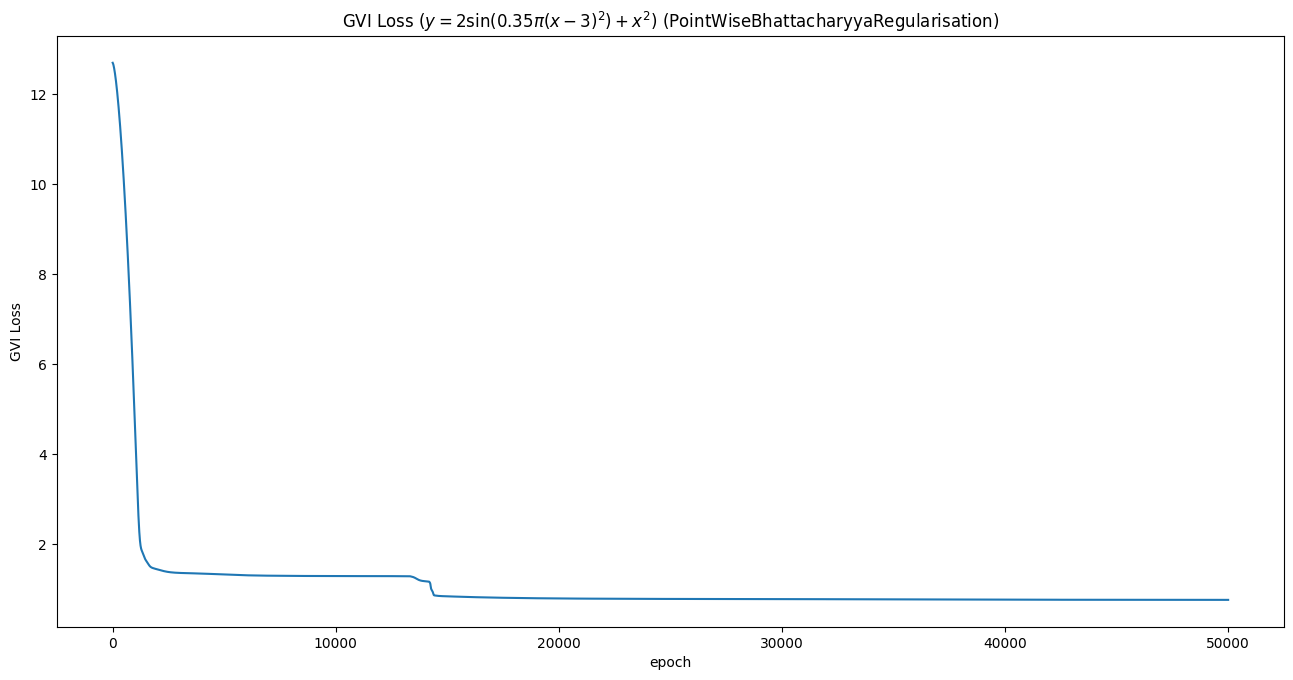 GVI Loss (y = 2sin(0.35π(x − 3)²) + x²) (PointWiseBhattacharyyaRegularisation)
12
10
8
6
4
2
GVI Loss
0 10000 20000 30000 40000 50000
epoch